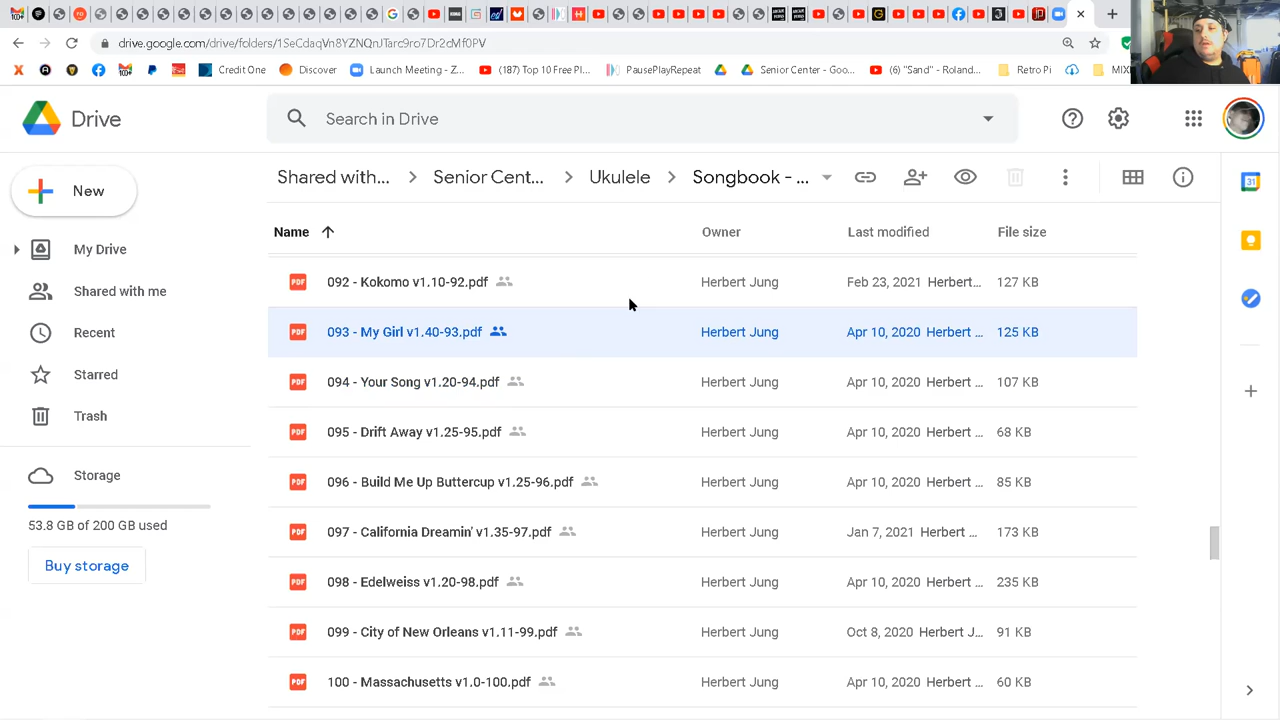 drive.google.com/drive/folders/1SeCdaqVn8YZNQnJTarc9ro7Dr2cMf0PV
Credit One
Discover
Launch Meeting - Z...
(187) Top 10 Free Pl...
PausePlayRepeat
Senior Center - Goo...
(6) "Sand" - Roland...
Retro Pi
MIX
Drive
Search in Drive
New
Shared with...
Senior Cent...
Ukulele
Songbook - ...
My Drive
Shared with me
Recent
Starred
Trash
Storage
53.8 GB of 200 GB used
Buy storage
Name Owner Last modified File size
092 - Kokomo v1.10-92.pdf Herbert Jung Feb 23, 2021 Herbert... 127 KB
093 - My Girl v1.40-93.pdf Herbert Jung Apr 10, 2020 Herbert ... 125 KB
094 - Your Song v1.20-94.pdf Herbert Jung Apr 10, 2020 Herbert ... 107 KB
095 - Drift Away v1.25-95.pdf Herbert Jung Apr 10, 2020 Herbert ... 68 KB
096 - Build Me Up Buttercup v1.25-96.pdf Herbert Jung Apr 10, 2020 Herbert ... 85 KB
097 - California Dreamin' v1.35-97.pdf Herbert Jung Jan 7, 2021 Herbert ... 173 KB
098 - Edelweiss v1.20-98.pdf Herbert Jung Apr 10, 2020 Herbert ... 235 KB
099 - City of New Orleans v1.11-99.pdf Herbert Jung Oct 8, 2020 Herbert J... 91 KB
100 - Massachusetts v1.0-100.pdf Herbert Jung Apr 10, 2020 Herbert ... 60 KB